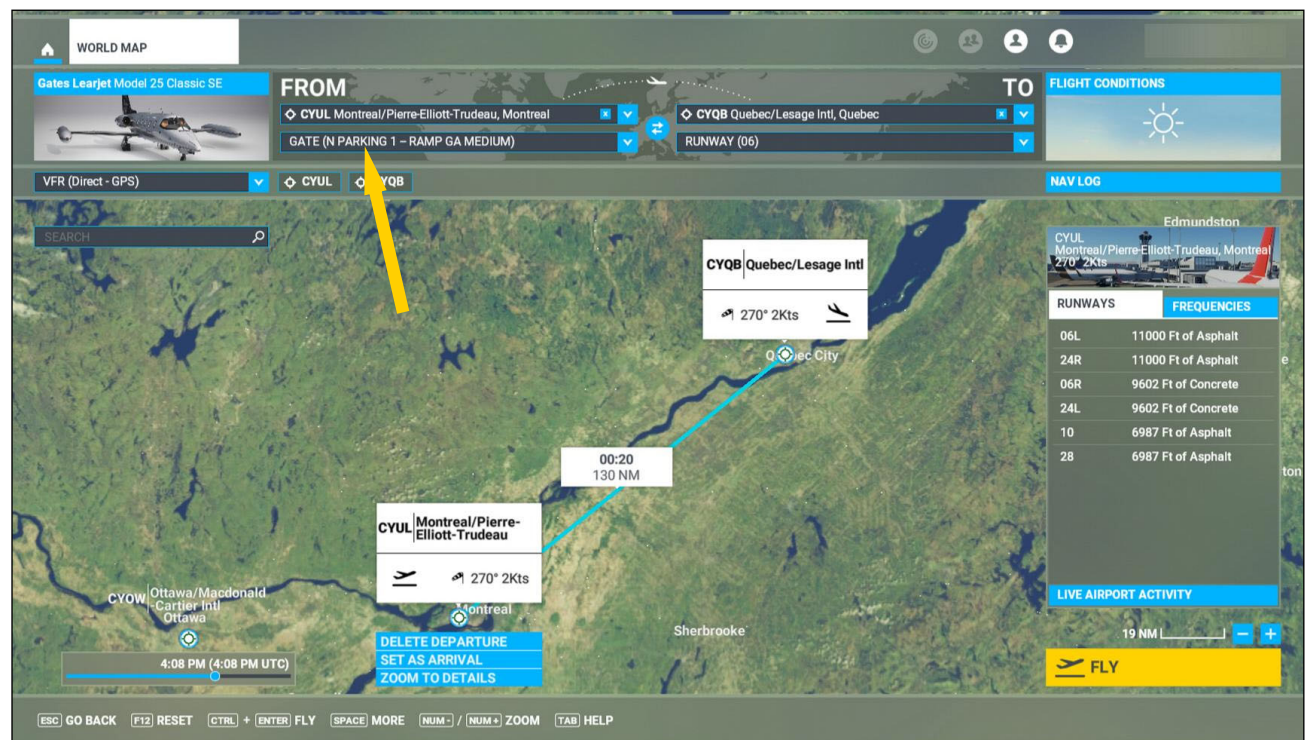 WORLD MAP
Gates Learjet Model 25 Classic SE
FROM
TO
CYUL Montreal/Pierre-Elliott-Trudeau, Montreal
x
CYQB Quebec/Lesage Intl, Quebec
x
GATE (N PARKING 1 – RAMP GA MEDIUM)
RUNWAY (06)
FLIGHT CONDITIONS
VFR (Direct - GPS)
CYUL
CYQB
NAV LOG
SEARCH
Edmundston
CYUL
Montreal/Pierre-Elliott-Trudeau, Montreal
270° 2Kts
RUNWAYS
FREQUENCIES
06L 11000 Ft of Asphalt
24R 11000 Ft of Asphalt
06R 9602 Ft of Concrete
24L 9602 Ft of Concrete
10 6987 Ft of Asphalt
28 6987 Ft of Asphalt
LIVE AIRPORT ACTIVITY
19 NM
FLY
CYQB Quebec/Lesage Intl
270° 2Kts
Quebec City
00:20
130 NM
CYUL Montreal/Pierre-
Elliott-Trudeau
270° 2Kts
Montreal
DELETE DEPARTURE
SET AS ARRIVAL
ZOOM TO DETAILS
Sherbrooke
CYOW Ottawa/Macdonald
-Cartier Intl
Ottawa
4:08 PM (4:08 PM UTC)
ESC GO BACK F12 RESET CTRL + ENTER FLY SPACE MORE NUM - / NUM + ZOOM TAB HELP